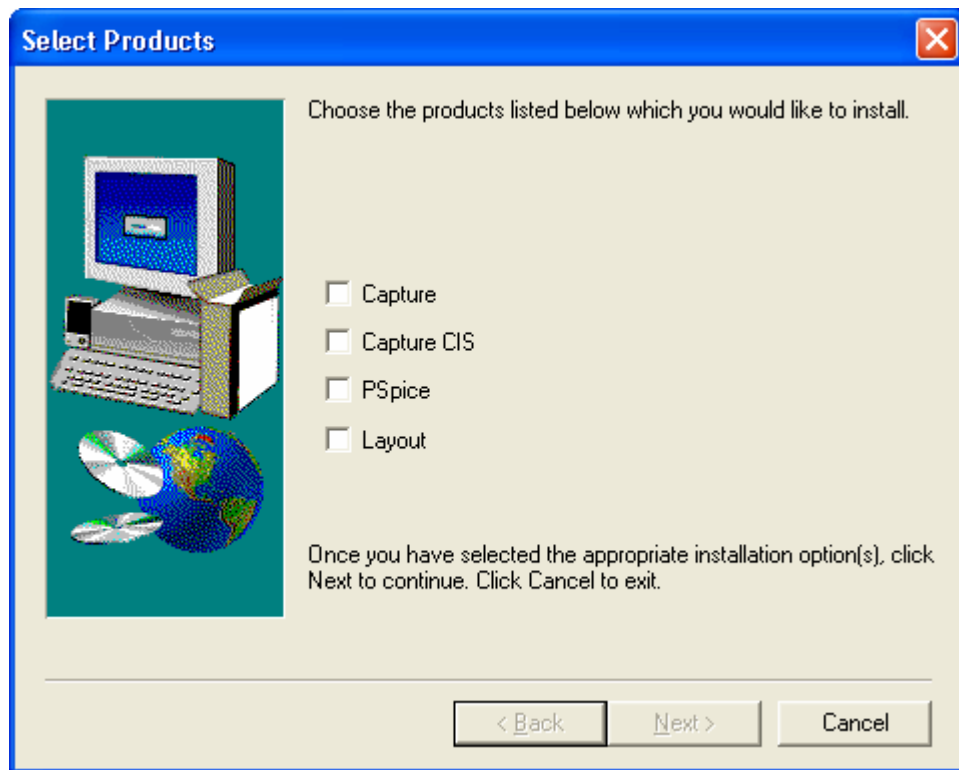 Select Products
Choose the products listed below which you would like to install.
Capture
Capture CIS
PSpice
Layout
Once you have selected the appropriate installation option(s), click
Next to continue. Click Cancel to exit.
< Back
Next >
Cancel